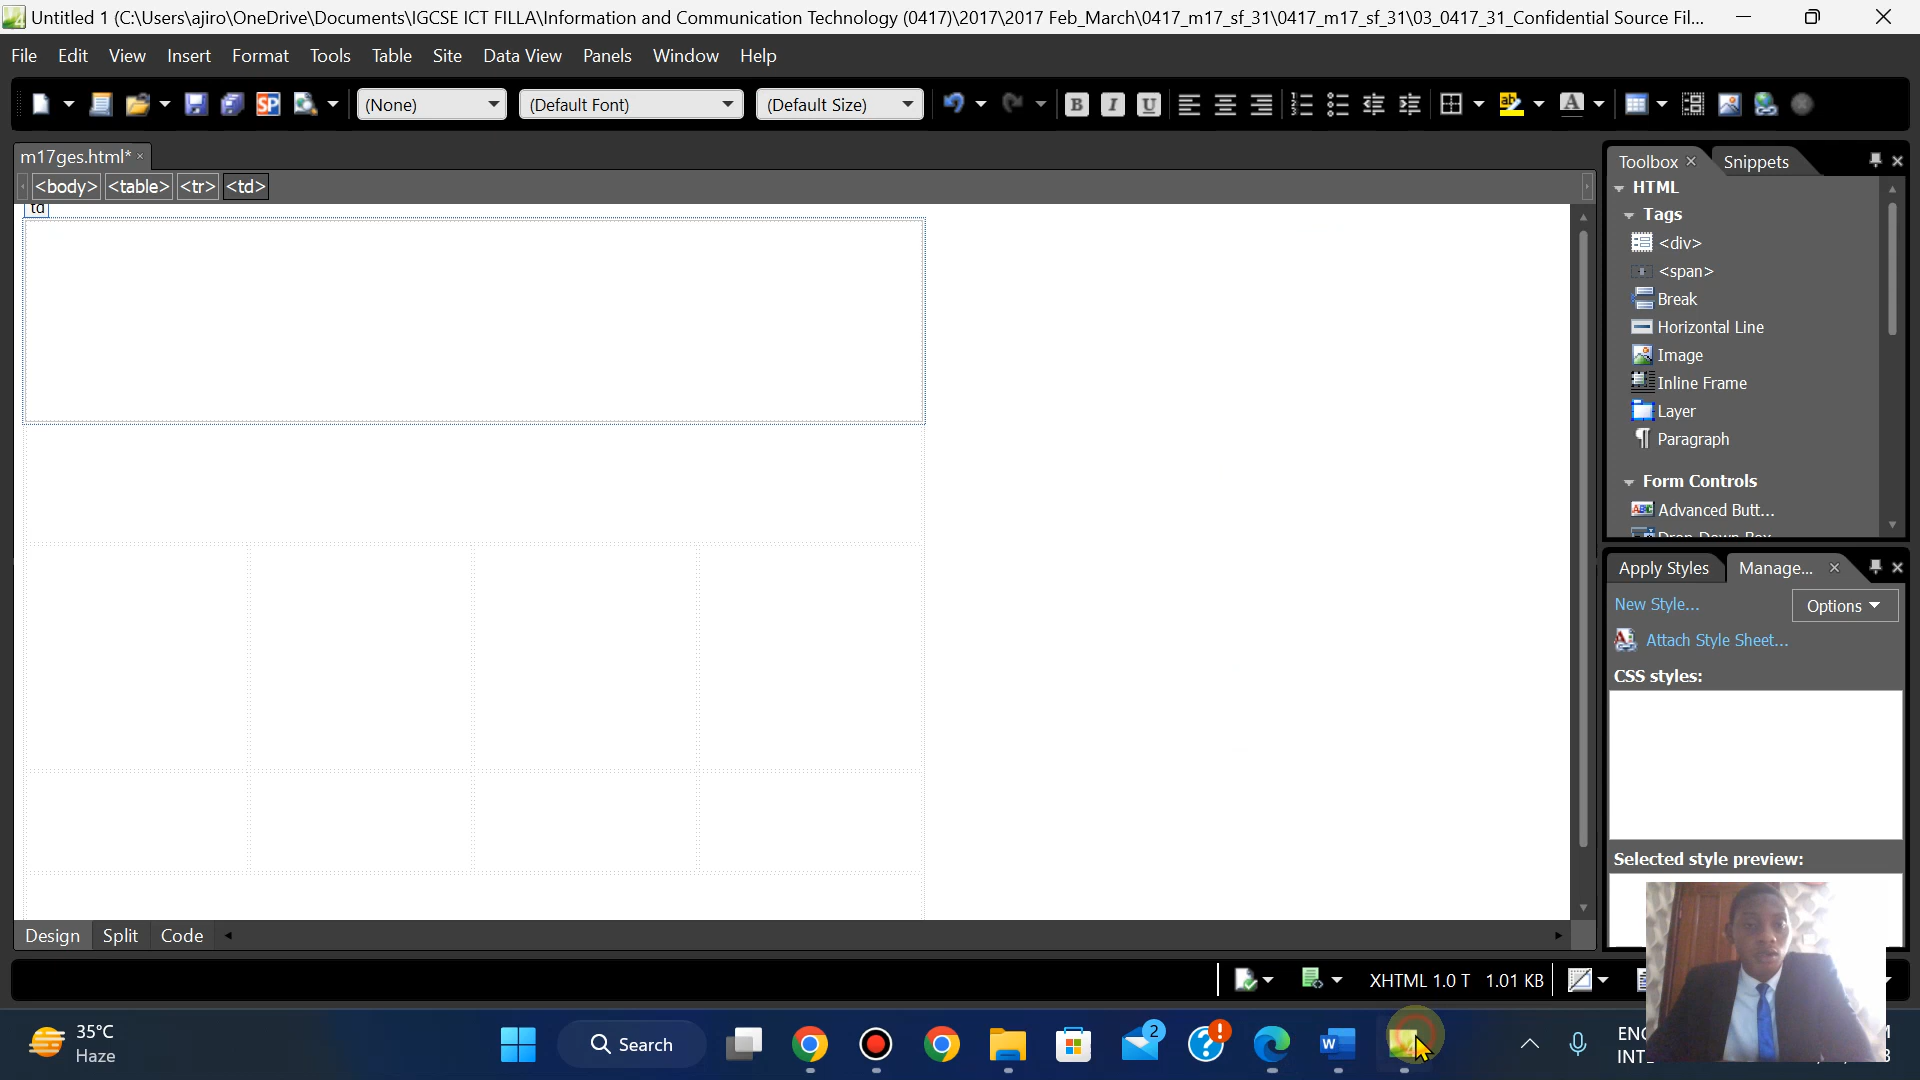 Untitled 1 (C:\Users\ajiro\OneDrive\Documents\IGCSE ICT FILLA\Information and Communication Technology (0417)\2017\2017 Feb_March\0417_m17_sf_31\0417_m17_sf_31\03_0417_31_Confidential Source Fil...
File Edit View Insert Format Tools Table Site Data View Panels Window Help
(None) (Default Font) (Default Size)
m17ges.html*
<body> <table> <tr> <td>
td
Toolbox Snippets
HTML
Tags
<div>
<span>
Break
Horizontal Line
Image
Inline Frame
Layer
Paragraph
Form Controls
Advanced Butt...
Drop-Down Box
Apply Styles Manage...
New Style... Options
Attach Style Sheet...
CSS styles:
Selected style preview:
Design Split Code
XHTML 1.0 T 1.01 KB
35°C
Haze
Search
2
ENG